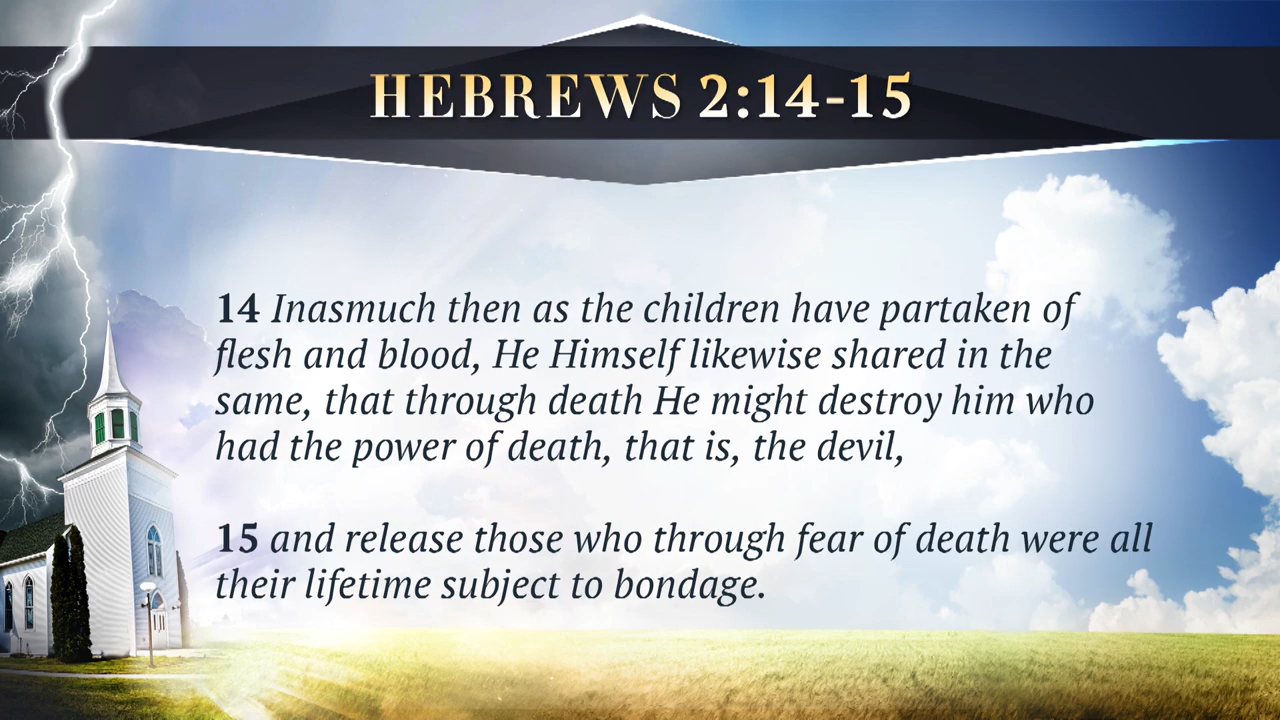 HEBREWS 2:14-15
14 Inasmuch then as the children have partaken of
flesh and blood, He Himself likewise shared in the
same, that through death He might destroy him who
had the power of death, that is, the devil,
15 and release those who through fear of death were all
their lifetime subject to bondage.